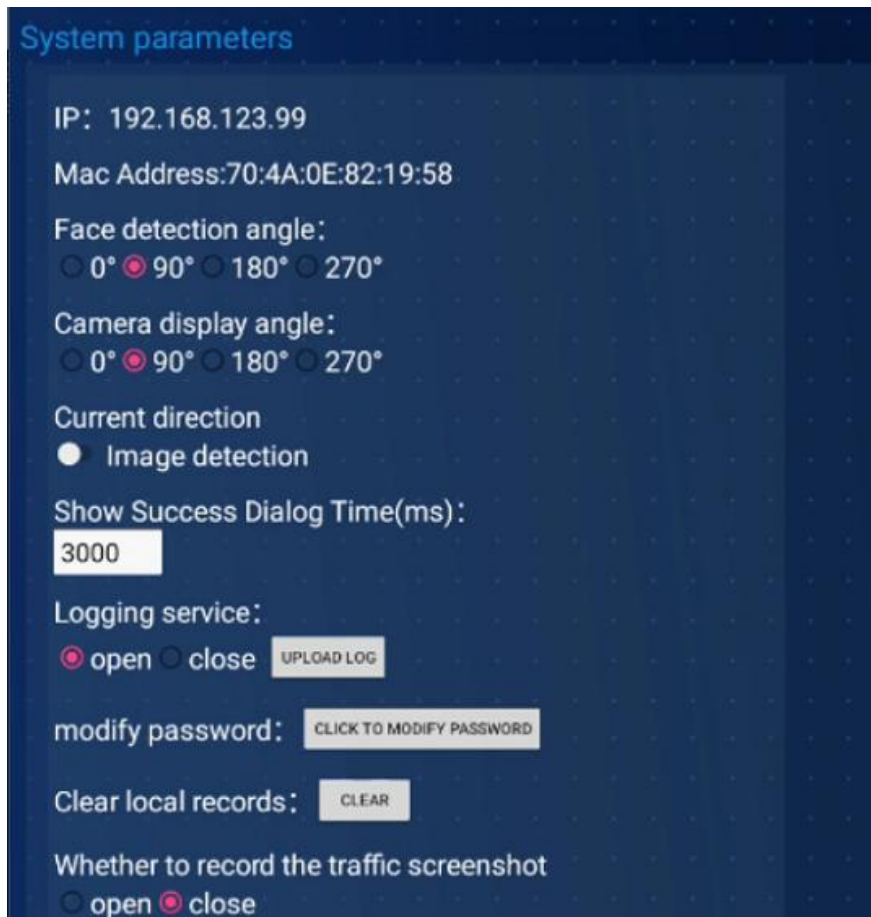 System parameters
IP： 192.168.123.99
Mac Address:70:4A:0E:82:19:58
Face detection angle：
0° 90° 180° 270°
Camera display angle：
0° 90° 180° 270°
Current direction
Image detection
Show Success Dialog Time(ms)：
3000
Logging service：
open close UPLOAD LOG
modify password： CLICK TO MODIFY PASSWORD
Clear local records： CLEAR
Whether to record the traffic screenshot
open close